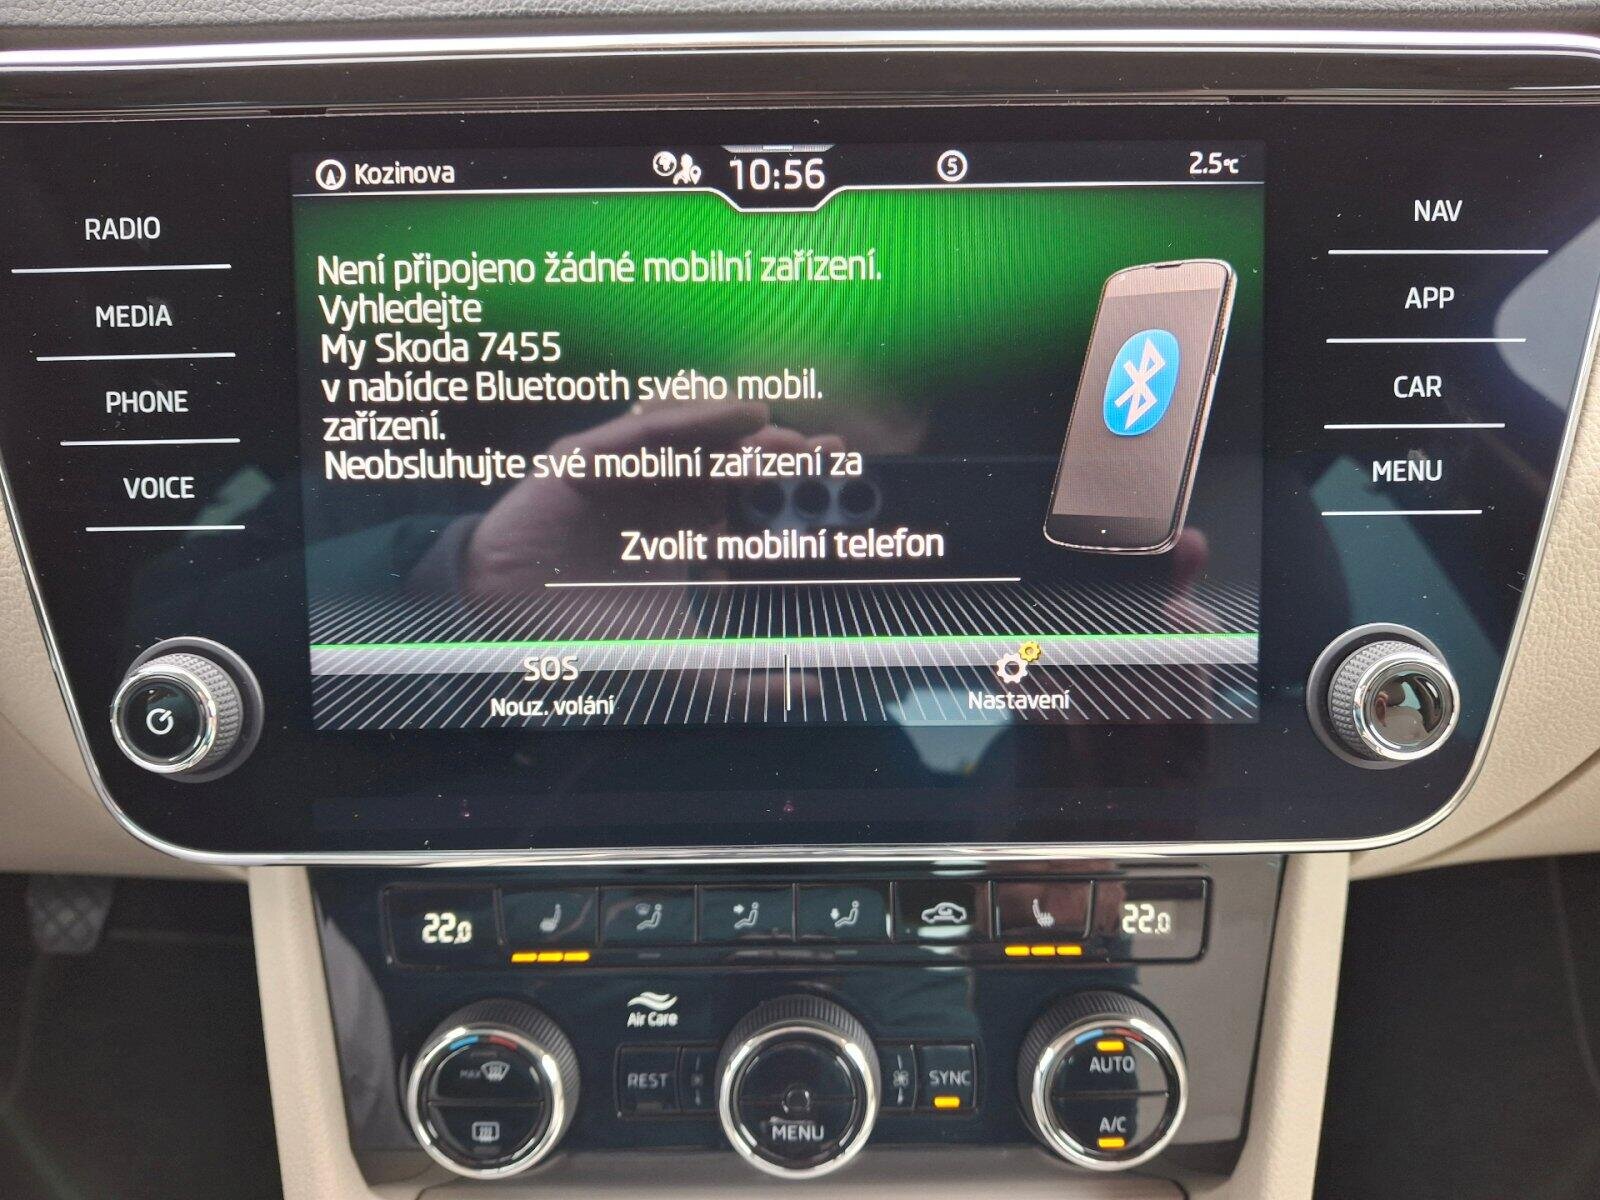 Kozinova
10:56
5
2.5°C
RADIO
MEDIA
PHONE
VOICE
NAV
APP
CAR
MENU
Není připojeno žádné mobilní zařízení.
Vyhledejte
My Skoda 7455
v nabídce Bluetooth svého mobil.
zařízení.
Neobsluhujte své mobilní zařízení za
Zvolit mobilní telefon
SOS
Nouz. volání
Nastavení
22.0
22.0
Air Care
MAX
REST
MENU
SYNC
AUTO
A/C